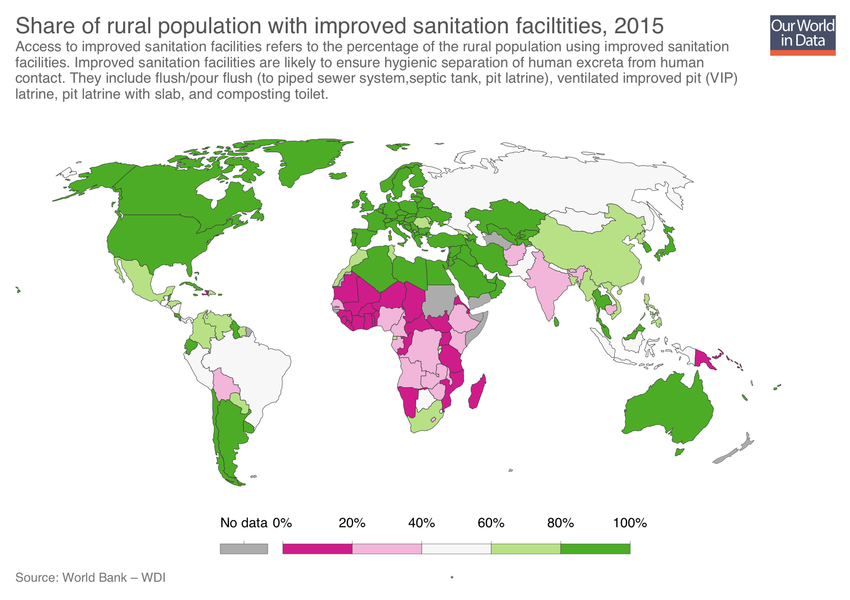 Share of rural population with improved sanitation faciltities, 2015
Our World
in Data
Access to improved sanitation facilities refers to the percentage of the rural population using improved sanitation
facilities. Improved sanitation facilities are likely to ensure hygienic separation of human excreta from human
contact. They include flush/pour flush (to piped sewer system,septic tank, pit latrine), ventilated improved pit (VIP)
latrine, pit latrine with slab, and composting toilet.
No data 0% 20% 40% 60% 80% 100%
Source: World Bank – WDI